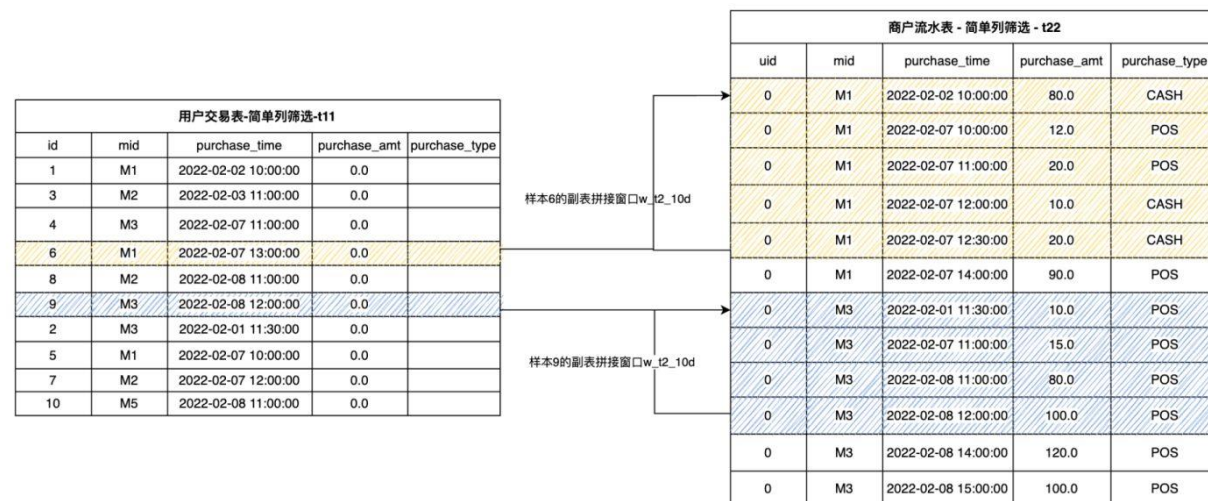 用户交易表-简单列筛选-t11
id mid purchase_time purchase_amt purchase_type
1 M1 2022-02-02 10:00:00 0.0
3 M2 2022-02-03 11:00:00 0.0
4 M3 2022-02-07 11:00:00 0.0
6 M1 2022-02-07 13:00:00 0.0
8 M2 2022-02-08 11:00:00 0.0
9 M3 2022-02-08 12:00:00 0.0
2 M3 2022-02-01 11:30:00 0.0
5 M1 2022-02-07 10:00:00 0.0
7 M2 2022-02-07 12:00:00 0.0
10 M5 2022-02-08 11:00:00 0.0
样本6的副表拼接窗口w_t2_10d
样本9的副表拼接窗口w_t2_10d
商户流水表 - 简单列筛选 - t22
uid mid purchase_time purchase_amt purchase_type
0 M1 2022-02-02 10:00:00 80.0 CASH
0 M1 2022-02-07 10:00:00 12.0 POS
0 M1 2022-02-07 11:00:00 20.0 POS
0 M1 2022-02-07 12:00:00 10.0 CASH
0 M1 2022-02-07 12:30:00 20.0 CASH
0 M1 2022-02-07 14:00:00 90.0 POS
0 M3 2022-02-01 11:30:00 10.0 POS
0 M3 2022-02-07 11:00:00 15.0 POS
0 M3 2022-02-08 11:00:00 80.0 POS
0 M3 2022-02-08 12:00:00 100.0 POS
0 M3 2022-02-08 14:00:00 120.0 POS
0 M3 2022-02-08 15:00:00 100.0 POS